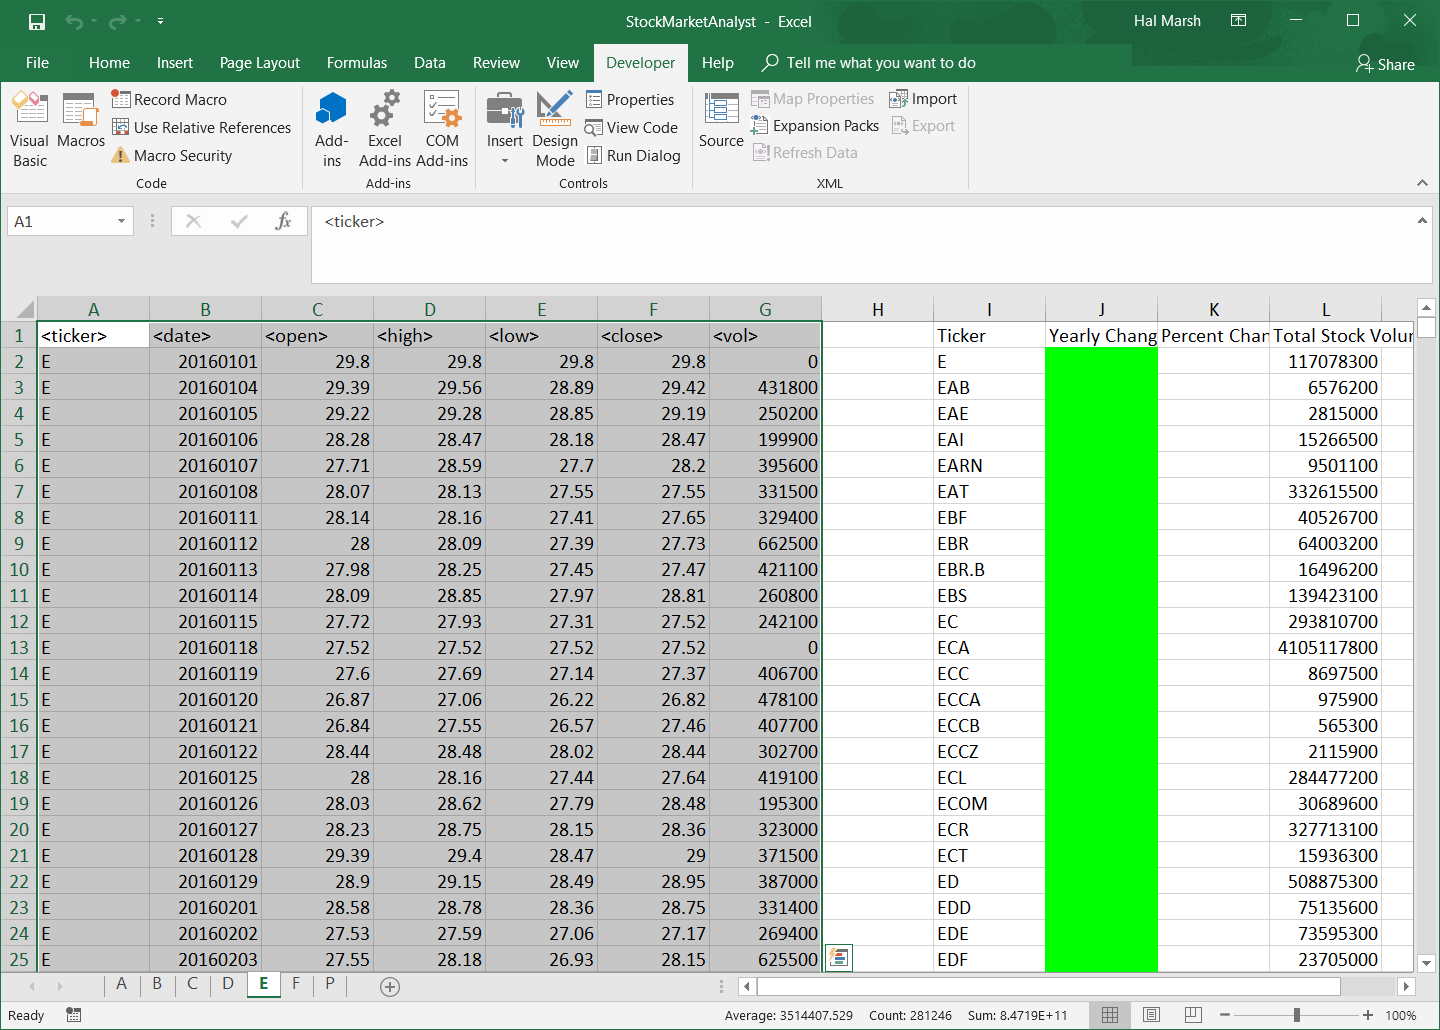 StockMarketAnalyst - Excel
Hal Marsh
File Home Insert Page Layout Formulas Data Review View Developer Help Tell me what you want to do Share
Visual Basic
Macros
Record Macro
Use Relative References
Macro Security
Code
Add-ins
Excel Add-ins
COM Add-ins
Add-ins
Insert
Design Mode
Properties
View Code
Run Dialog
Controls
Source
Map Properties
Expansion Packs
Refresh Data
Import
Export
XML
A1 fx <ticker>
A B C D E F G H I J K L
1 <ticker> <date> <open> <high> <low> <close> <vol> Ticker Yearly Chang Percent Chan Total Stock Volur
2 E 20160101 29.8 29.8 29.8 29.8 0 E 117078300
3 E 20160104 29.39 29.56 28.89 29.42 431800 EAB 6576200
4 E 20160105 29.22 29.28 28.85 29.19 250200 EAE 2815000
5 E 20160106 28.28 28.47 28.18 28.47 199900 EAI 15266500
6 E 20160107 27.71 28.59 27.7 28.2 395600 EARN 9501100
7 E 20160108 28.07 28.13 27.55 27.55 331500 EAT 332615500
8 E 20160111 28.14 28.16 27.41 27.65 329400 EBF 40526700
9 E 20160112 28 28.09 27.39 27.73 662500 EBR 64003200
10 E 20160113 27.98 28.25 27.45 27.47 421100 EBR.B 16496200
11 E 20160114 28.09 28.85 27.97 28.81 260800 EBS 139423100
12 E 20160115 27.72 27.93 27.31 27.52 242100 EC 293810700
13 E 20160118 27.52 27.52 27.52 27.52 0 ECA 4105117800
14 E 20160119 27.6 27.69 27.14 27.37 406700 ECC 8697500
15 E 20160120 26.87 27.06 26.22 26.82 478100 ECCA 975900
16 E 20160121 26.84 27.55 26.57 27.46 407700 ECCB 565300
17 E 20160122 28.44 28.48 28.02 28.44 302700 ECCZ 2115900
18 E 20160125 28 28.16 27.44 27.64 419100 ECL 284477200
19 E 20160126 28.03 28.62 27.79 28.48 195300 ECOM 30689600
20 E 20160127 28.23 28.75 28.15 28.36 323000 ECR 327713100
21 E 20160128 29.39 29.4 28.47 29 371500 ECT 15936300
22 E 20160129 28.9 29.15 28.49 28.95 387000 ED 508875300
23 E 20160201 28.58 28.78 28.36 28.75 331400 EDD 75135600
24 E 20160202 27.53 27.59 27.06 27.17 269400 EDE 73595300
25 E 20160203 27.55 28.18 26.93 28.15 625500 EDF 23705000
A B C D E F P
Ready Average: 3514407.529 Count: 281246 Sum: 8.4719E+11 100%